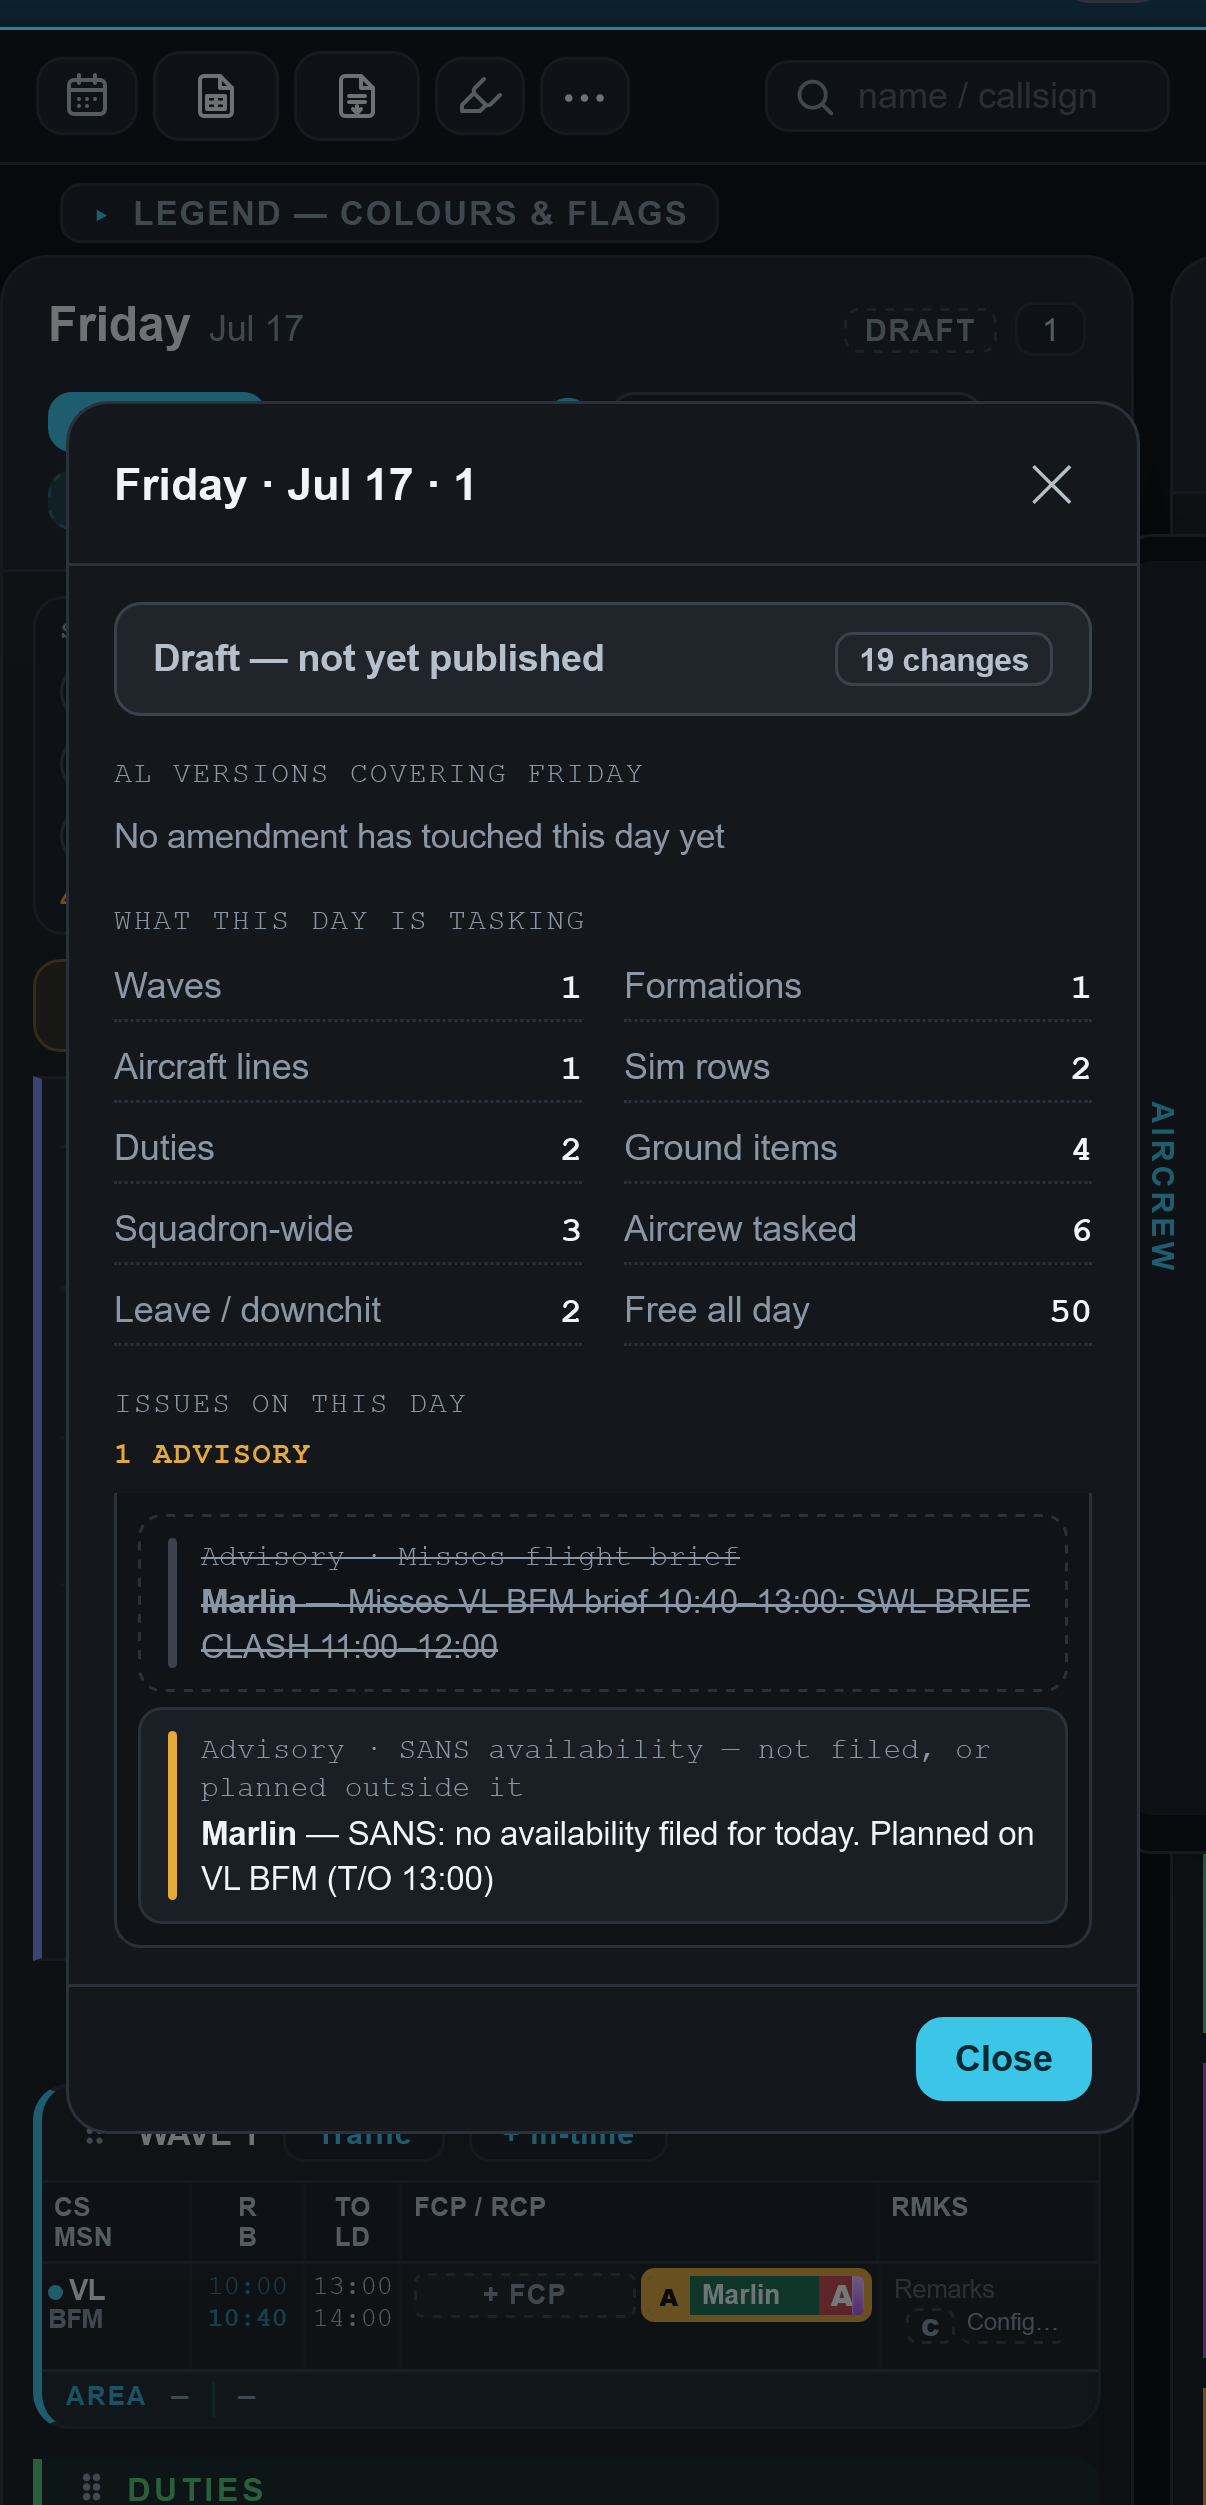 name / callsign
▸ LEGEND — COLOURS & FLAGS
Friday Jul 17
DRAFT 1
Friday · Jul 17 · 1
Draft — not yet published
19 changes
AL VERSIONS COVERING FRIDAY
No amendment has touched this day yet
WHAT THIS DAY IS TASKING
Waves 1 Formations 1
Aircraft lines 1 Sim rows 2
Duties 2 Ground items 4
Squadron-wide 3 Aircrew tasked 6
Leave / downchit 2 Free all day 50
AIRCREW
ISSUES ON THIS DAY
1 ADVISORY
Advisory · Misses flight brief
Marlin — Misses VL BFM brief 10:40–13:00: SWL BRIEF
CLASH 11:00–12:00
Advisory · SANS availability — not filed, or
planned outside it
Marlin — SANS: no availability filed for today. Planned on
VL BFM (T/O 13:00)
Close
WAVE 1 Traffic + In-time
CS R TO FCP / RCP RMKS
MSN B LD
VL 10:00 13:00 + FCP A Marlin A Remarks
BFM 10:40 14:00 C Config...
AREA – –
DUTIES